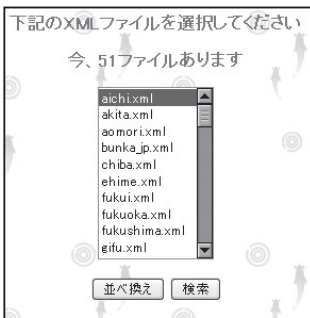 下記のXMLファイルを選択してください
今、51ファイルあります
aichi.xml
akita.xml
aomori.xml
bunka_jp.xml
chiba.xml
ehime.xml
fukui.xml
fukuoka.xml
fukushima.xml
gifu.xml
並べ換え 検索